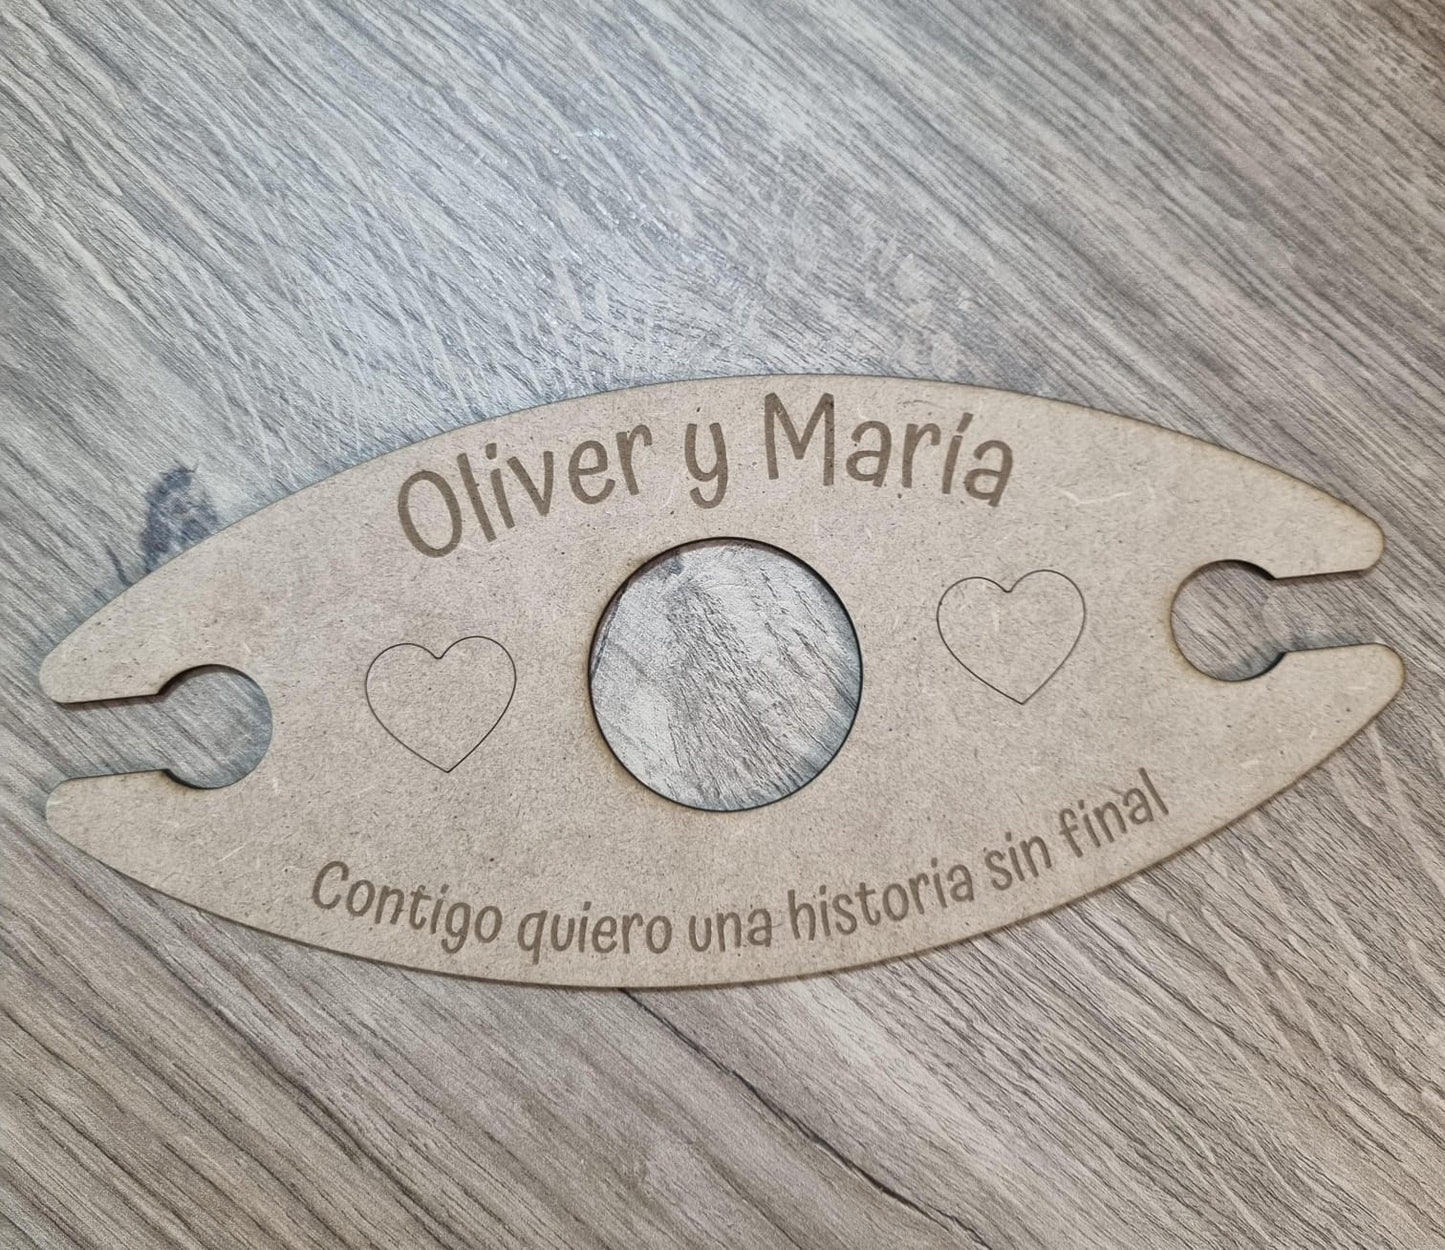 Oliver y María
Contigo quiero una historia sin final